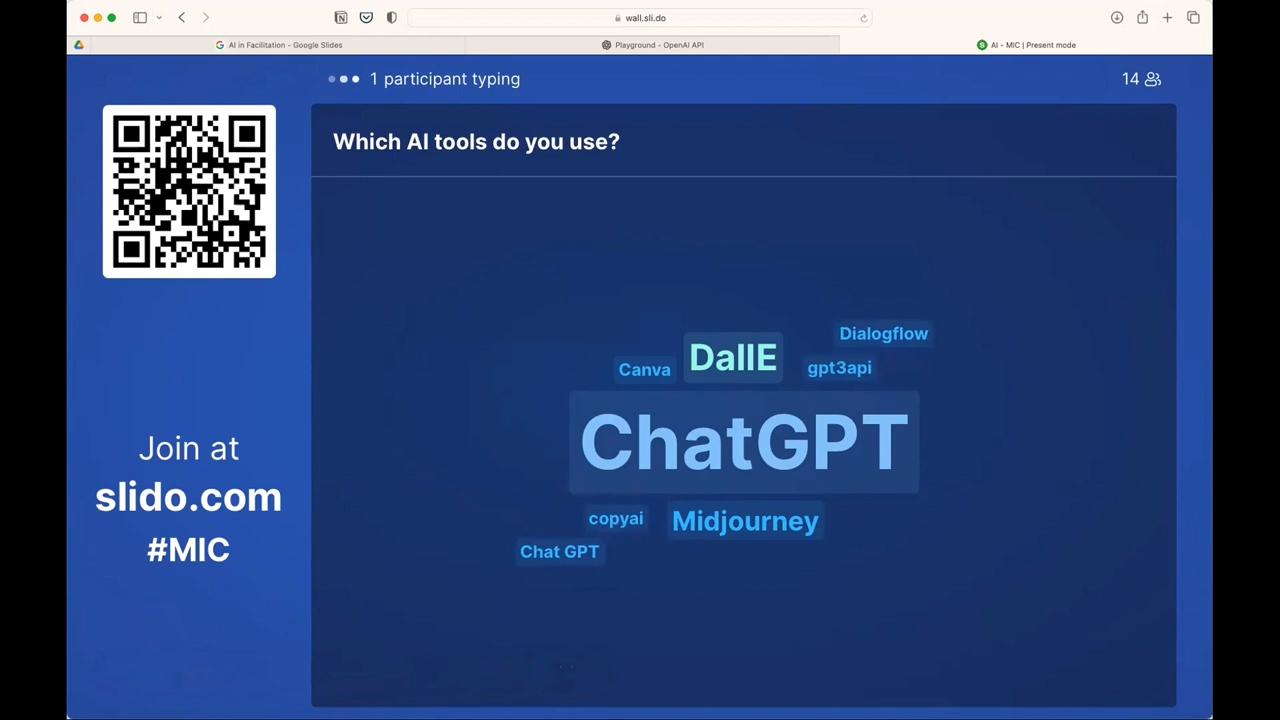 wall.sli.do
AI in Facilitation - Google Slides
Playground - OpenAI API
AI - MIC | Present mode
1 participant typing
14
Which AI tools do you use?
Dialogflow
DallE
Canva
gpt3api
ChatGPT
copyai
Midjourney
Chat GPT
Join at
slido.com
#MIC